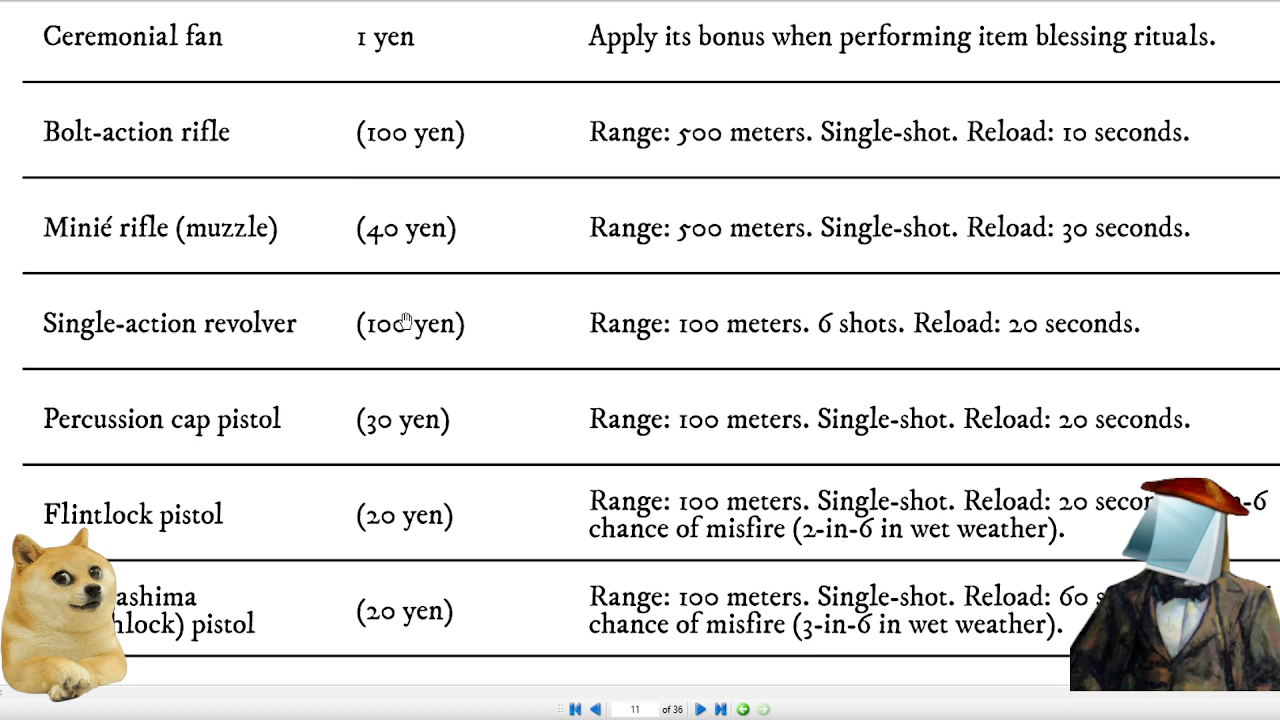 Ceremonial fan 1 yen Apply its bonus when performing item blessing rituals.
Bolt-action rifle (100 yen) Range: 500 meters. Single-shot. Reload: 10 seconds.
Minié rifle (muzzle) (40 yen) Range: 500 meters. Single-shot. Reload: 30 seconds.
Single-action revolver (100 yen) Range: 100 meters. 6 shots. Reload: 20 seconds.
Percussion cap pistol (30 yen) Range: 100 meters. Single-shot. Reload: 20 seconds.
Flintlock pistol (20 yen) Range: 100 meters. Single-shot. Reload: 20
chance of misfire (2-in-6 in wet weather).
(20 yen) Range: 100 meters. Single-shot. Reload: 60
pistol chance of misfire (3-in-6 in wet weather).
11 of 36